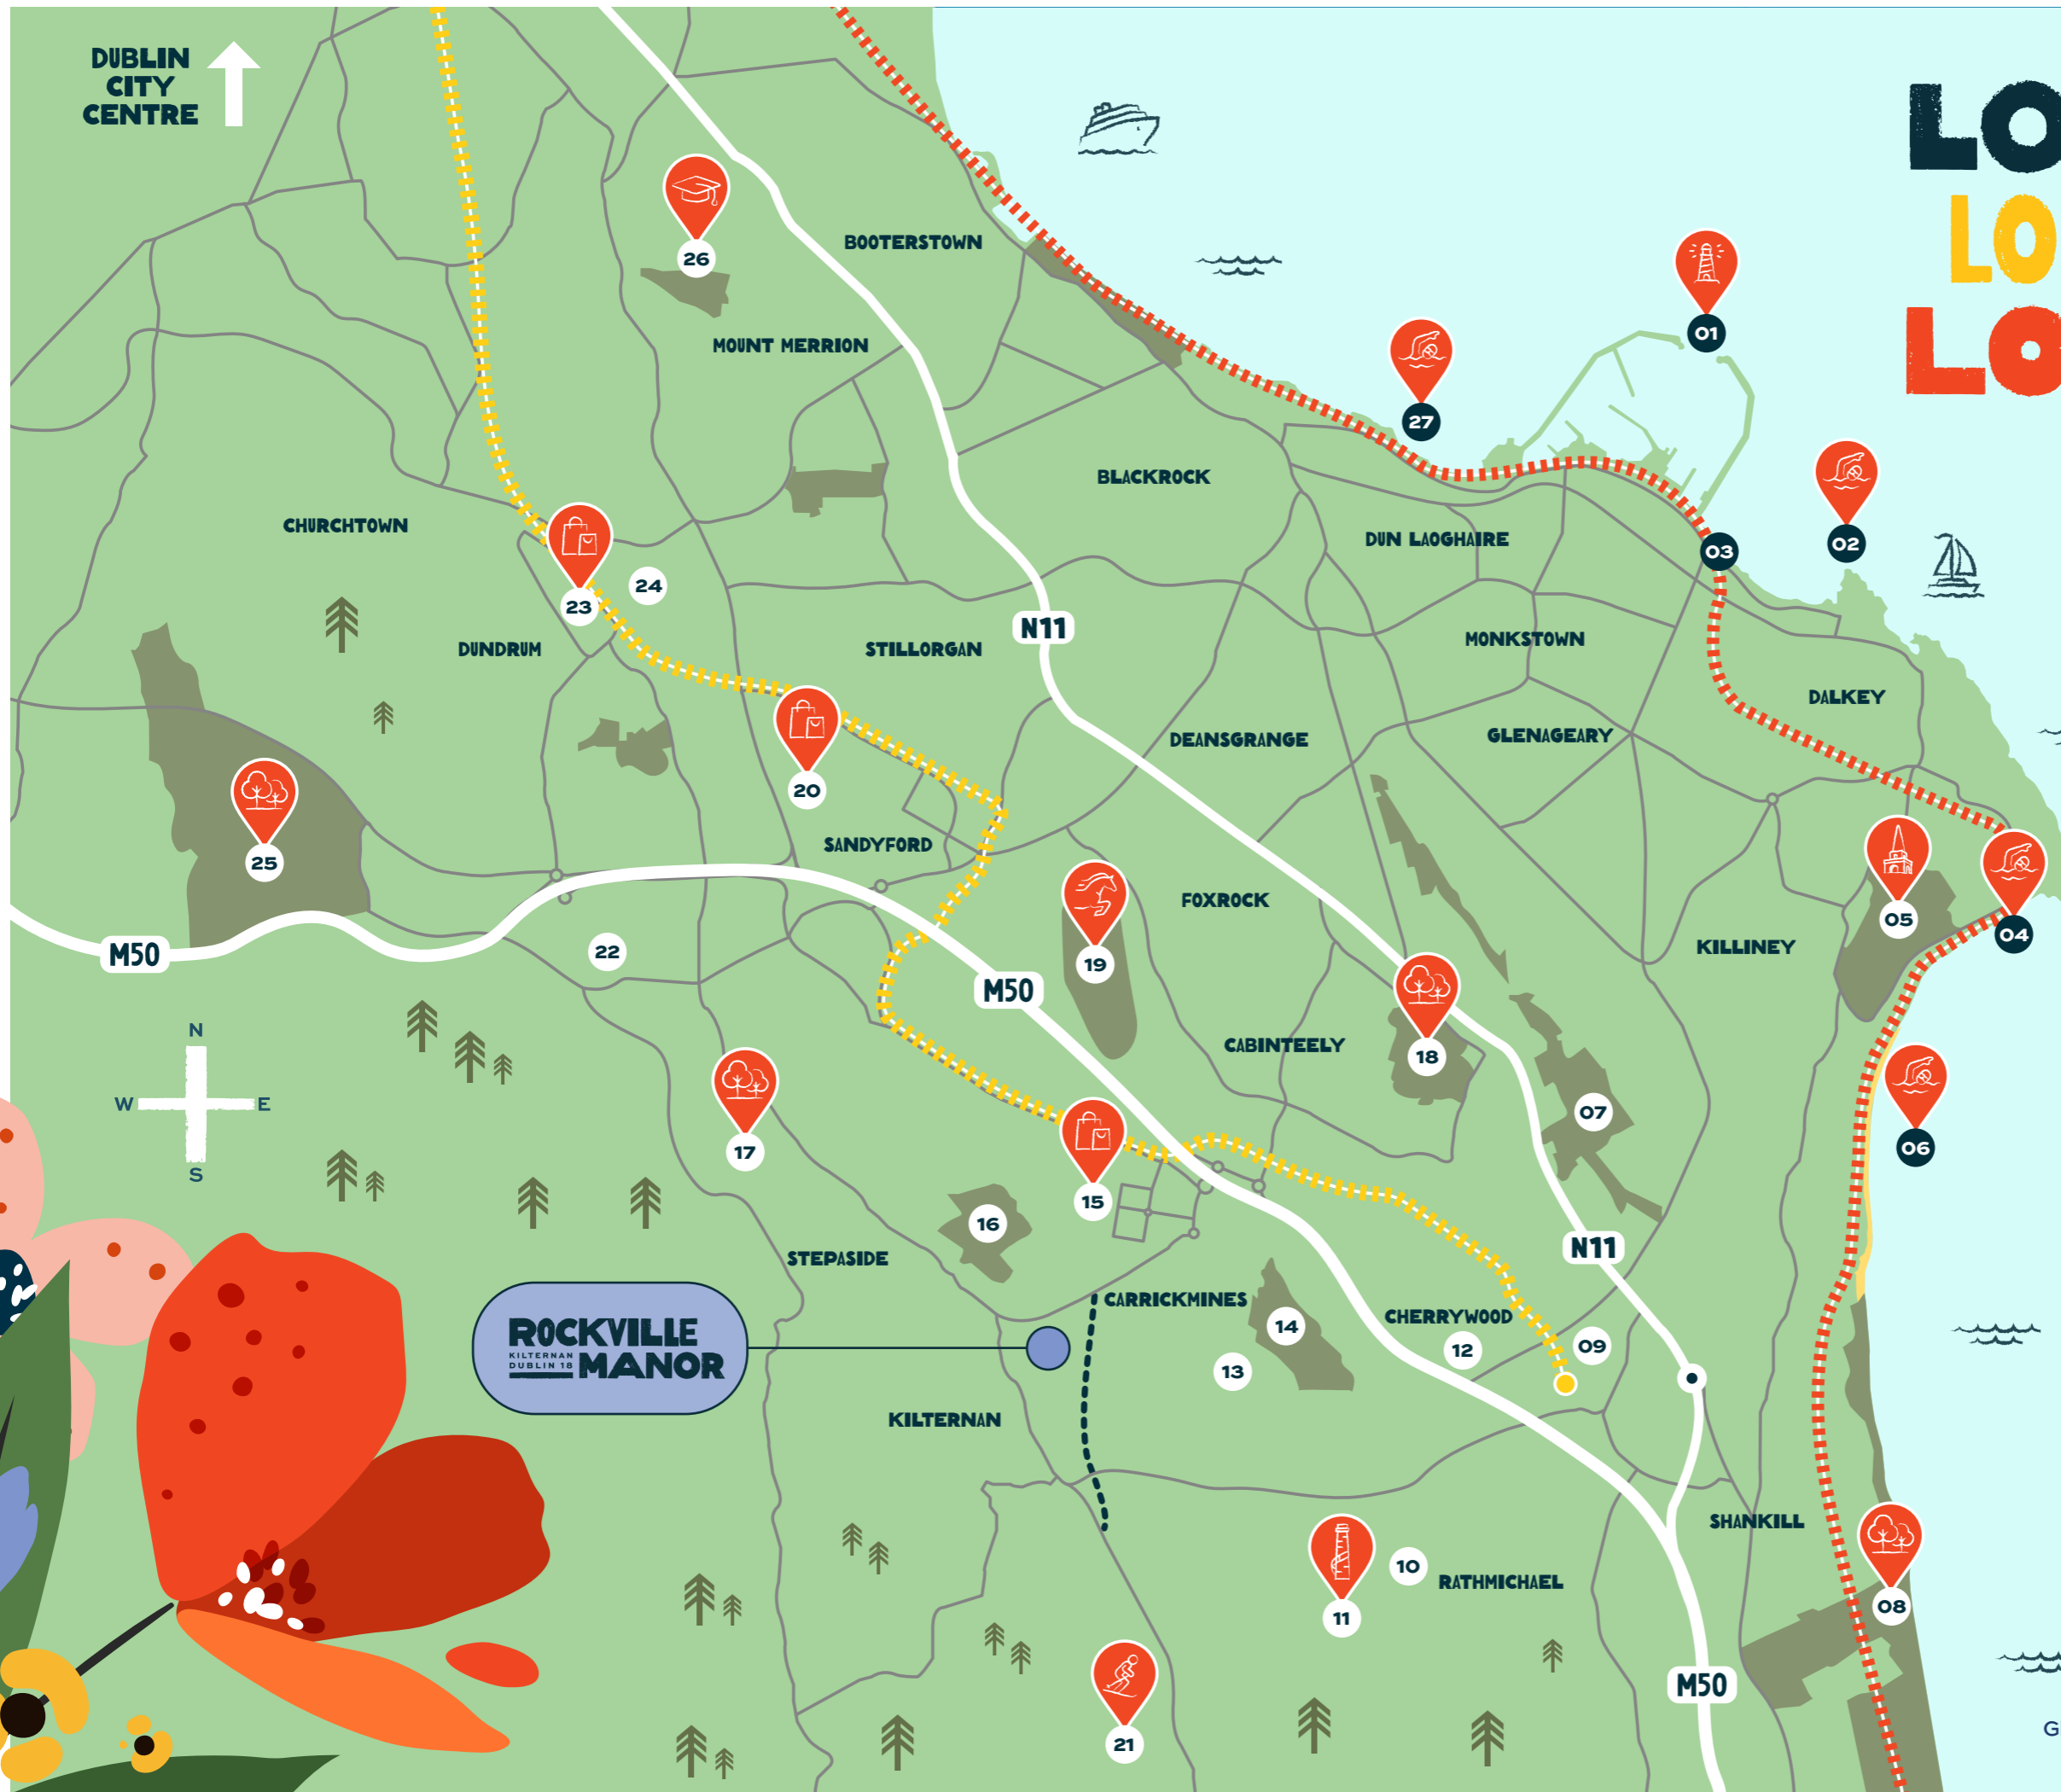 DUBLIN
CITY
CENTRE
LO
LO
LO
26
BOOTERSTOWN
01
MOUNT MERRION
27
BLACKROCK
02
CHURCHTOWN
DUN LAOGHAIRE
03
24
23
N11
MONKSTOWN
DUNDRUM
STILLORGAN
DALKEY
GLENAGEARY
DEANSGRANGE
20
SANDYFORD
25
FOXROCK
05
04
KILLINEY
M50
22
19
M50
N
W
E
S
CABINTEELY
18
07
17
06
15
16
STEPASIDE
N11
CARRICKMINES
CHERRYWOOD
14
ROCKVILLE
KILTERNAN
DUBLIN 18
MANOR
13
12
09
KILTERNAN
SHANKILL
10
RATHMICHAEL
11
08
M50
21
G